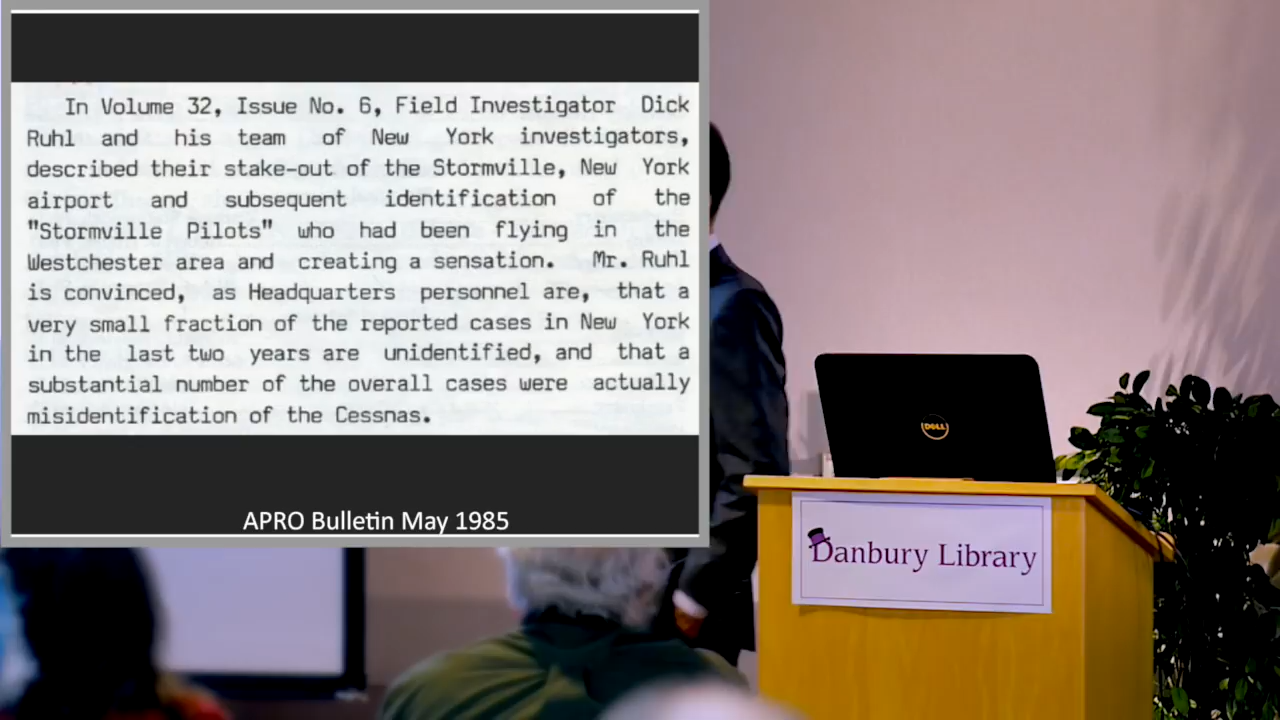 In Volume 32, Issue No. 6, Field Investigator Dick
Ruhl and his team of New York investigators,
described their stake-out of the Stormville, New York
airport and subsequent identification of the
"Stormville Pilots" who had been flying in the
Westchester area and creating a sensation. Mr. Ruhl
is convinced, as Headquarters personnel are, that a
very small fraction of the reported cases in New York
in the last two years are unidentified, and that a
substantial number of the overall cases were actually
misidentification of the Cessnas.
APRO Bulletin May 1985
DELL
Danbury Library